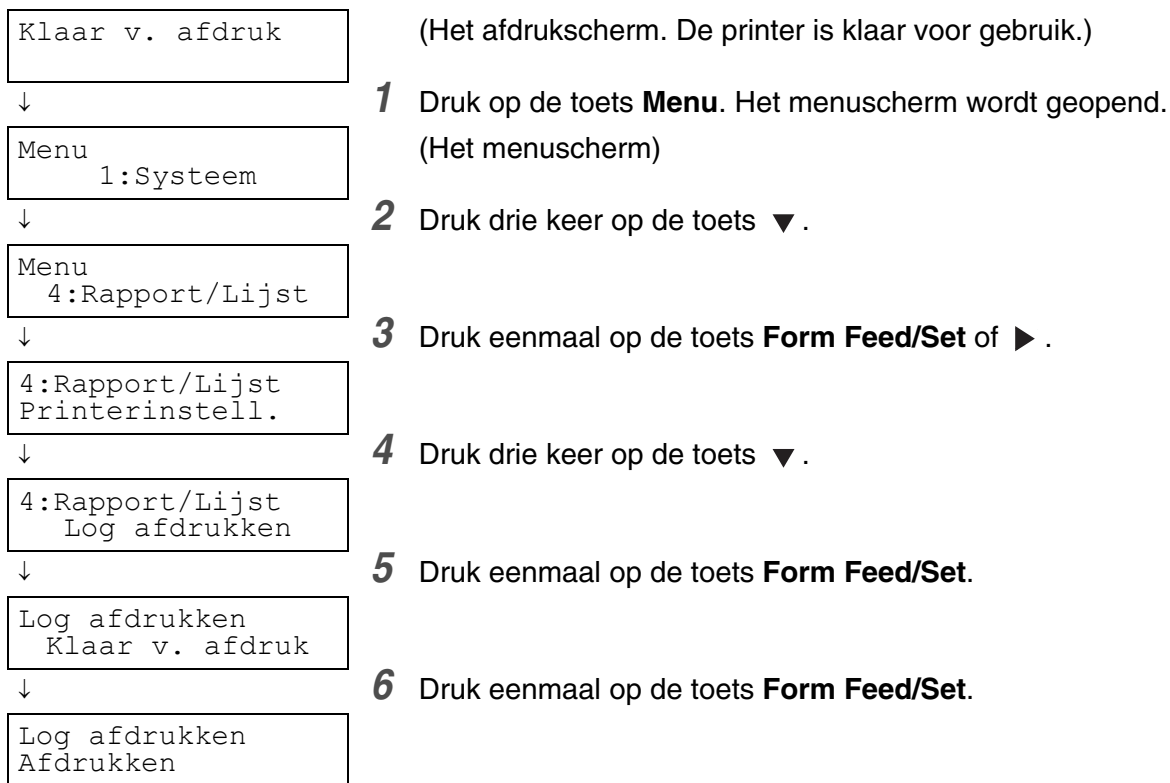 Klaar v. afdruk
(Het afdrukscherm. De printer is klaar voor gebruik.)
↓
1 Druk op de toets Menu. Het menuscherm wordt geopend.
Menu
1:Systeem
(Het menuscherm)
↓
2 Druk drie keer op de toets ▼ .
Menu
4:Rapport/Lijst
↓
3 Druk eenmaal op de toets Form Feed/Set of ▶ .
4:Rapport/Lijst
Printerinstell.
↓
4 Druk drie keer op de toets ▼ .
4:Rapport/Lijst
Log afdrukken
↓
5 Druk eenmaal op de toets Form Feed/Set.
Log afdrukken
Klaar v. afdruk
↓
6 Druk eenmaal op de toets Form Feed/Set.
Log afdrukken
Afdrukken